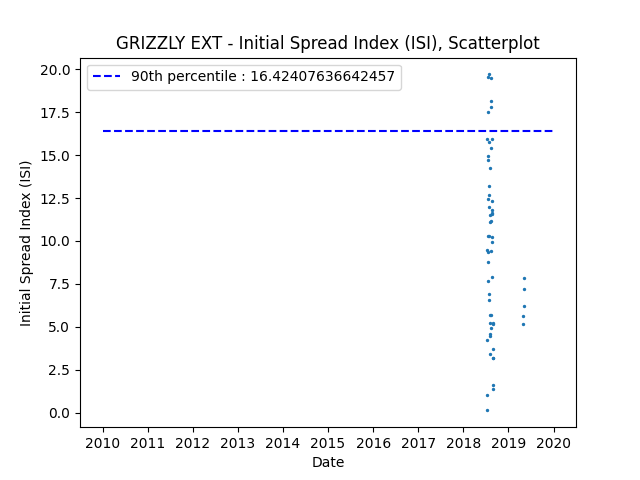 GRIZZLY EXT - Initial Spread Index (ISI), Scatterplot
90th percentile : 16.42407636642457
20.0
17.5
15.0
12.5
10.0
7.5
5.0
2.5
0.0
Initial Spread Index (ISI)
2010 2011 2012 2013 2014 2015 2016 2017 2018 2019 2020
Date